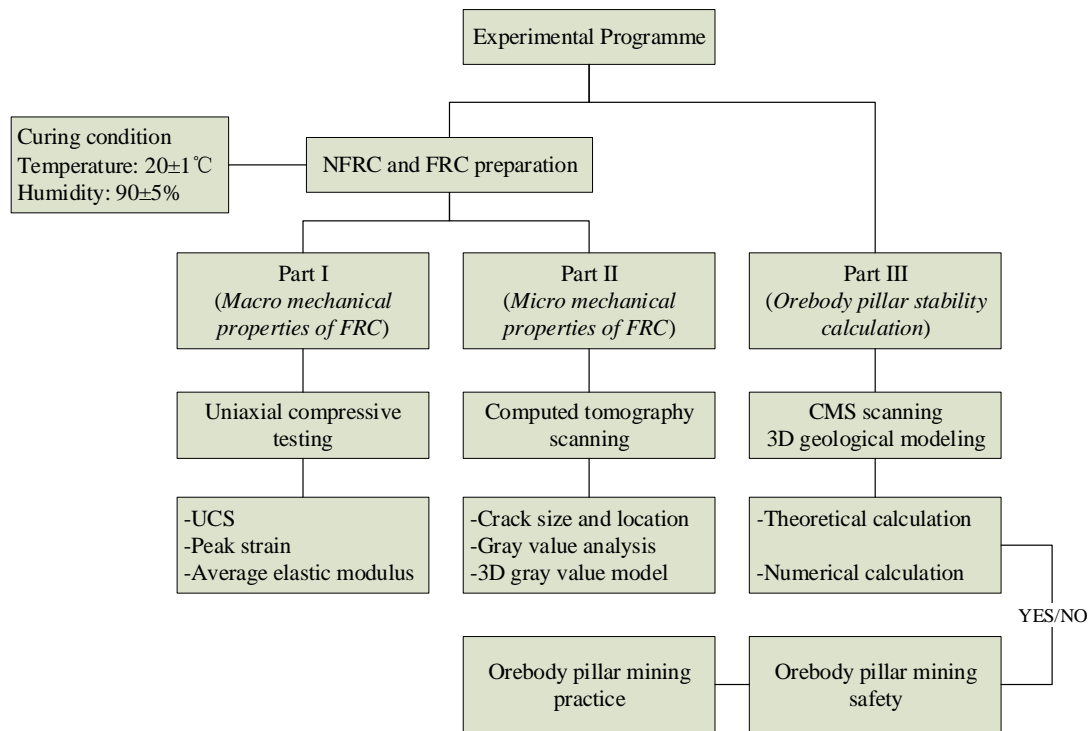 Experimental Programme
Curing condition
Temperature: 20±1℃
Humidity: 90±5%
NFRC and FRC preparation
Part I
(Macro mechanical
properties of FRC)
Part II
(Micro mechanical
properties of FRC)
Part III
(Orebody pillar stability
calculation)
Uniaxial compressive
testing
Computed tomography
scanning
CMS scanning
3D geological modeling
-UCS
-Peak strain
-Average elastic modulus
-Crack size and location
-Gray value analysis
-3D gray value model
-Theoretical calculation
-Numerical calculation
YES/NO
Orebody pillar mining
practice
Orebody pillar mining
safety